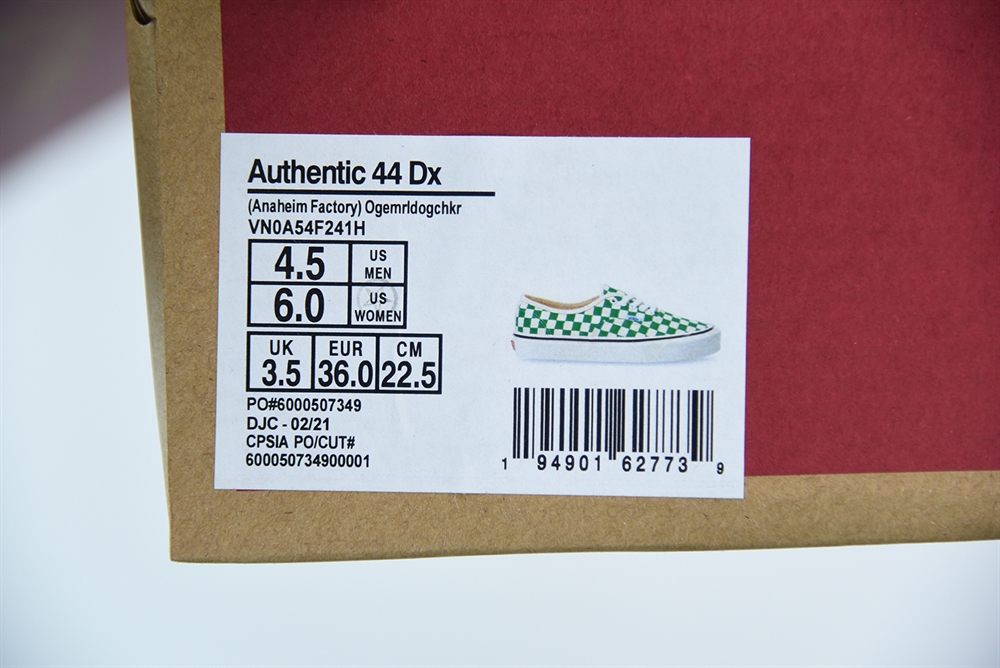 Authentic 44 Dx
(Anaheim Factory) Ogemrldogchkr
VN0A54F241H
4.5 US MEN
6.0 US WOMEN
UK EUR CM
3.5 36.0 22.5
PO#6000507349
DJC - 02/21
CPSIA PO/CUT#
600050734900001
1 94901 62773 9